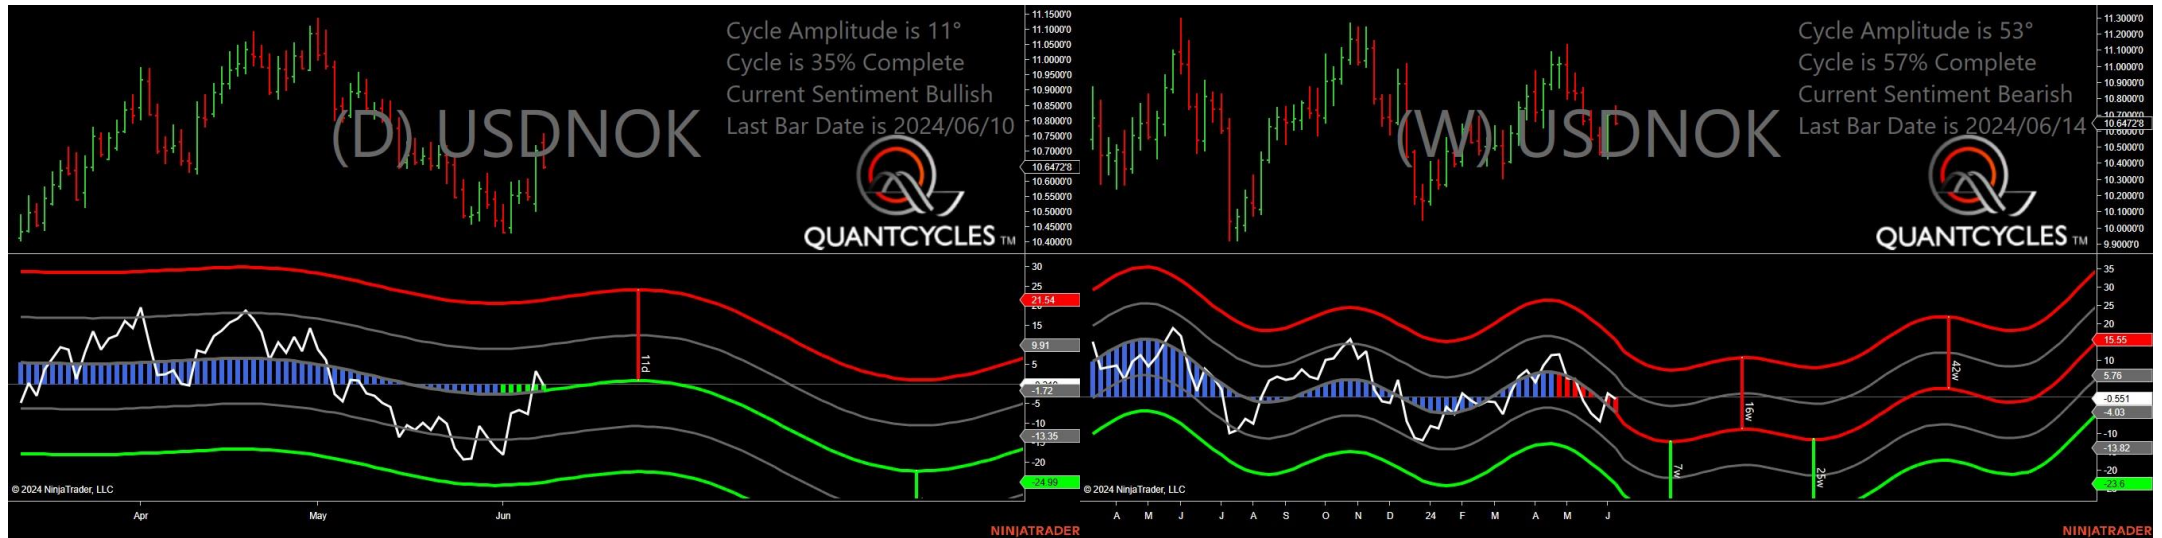 Cycle Amplitude is 11°
Cycle is 35% Complete
Current Sentiment Bullish
Last Bar Date is 2024/06/10
(D) USDNOK
QUANTCYCLES TM
11.1500'0
11.1000'0
11.0500'0
11.0000'0
10.9500'0
10.9000'0
10.8500'0
10.8000'0
10.7500'0
10.7000'0
10.6472'8
10.6000'0
10.5500'0
10.5000'0
10.4500'0
10.4000'0
11d
30
25
21.54
15
9.91
5
-1.72
-5
-10
-13.35
-20
-24.99
© 2024 NinjaTrader, LLC
Apr
May
Jun
NINJATRADER
Cycle Amplitude is 53°
Cycle is 57% Complete
Current Sentiment Bearish
Last Bar Date is 2024/06/14
(W) USDNOK
QUANTCYCLES TM
11.3000'0
11.2000'0
11.1000'0
11.0000'0
10.9000'0
10.8000'0
10.6472'8
10.5000'0
10.4000'0
10.3000'0
10.2000'0
10.1000'0
10.0000'0
9.9000'0
7w
16w
25w
42w
35
30
25
20
15.55
10
5.76
-0.551
-4.03
-10
-13.82
-20
-23.6
© 2024 NinjaTrader, LLC
A M J J A S O N D 24 F M A M J
NINJATRADER